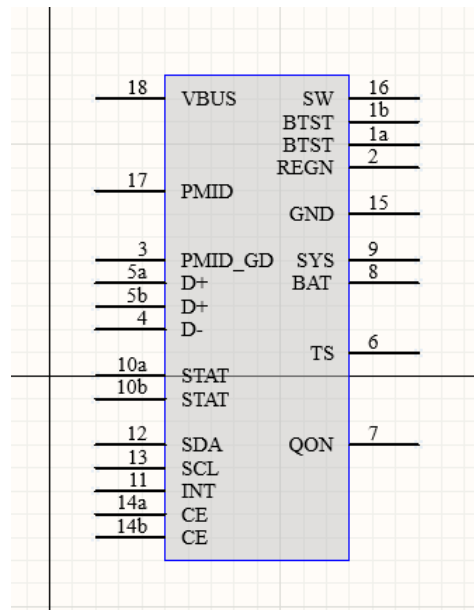 18 VBUS SW 16
BTST 1b
BTST 1a
REGN 2
17 PMID
GND 15
3 PMID_GD SYS 9
5a D+ BAT 8
5b D+
4 D-
TS 6
10a STAT
10b STAT
12 SDA QON 7
13 SCL
11 INT
14a CE
14b CE